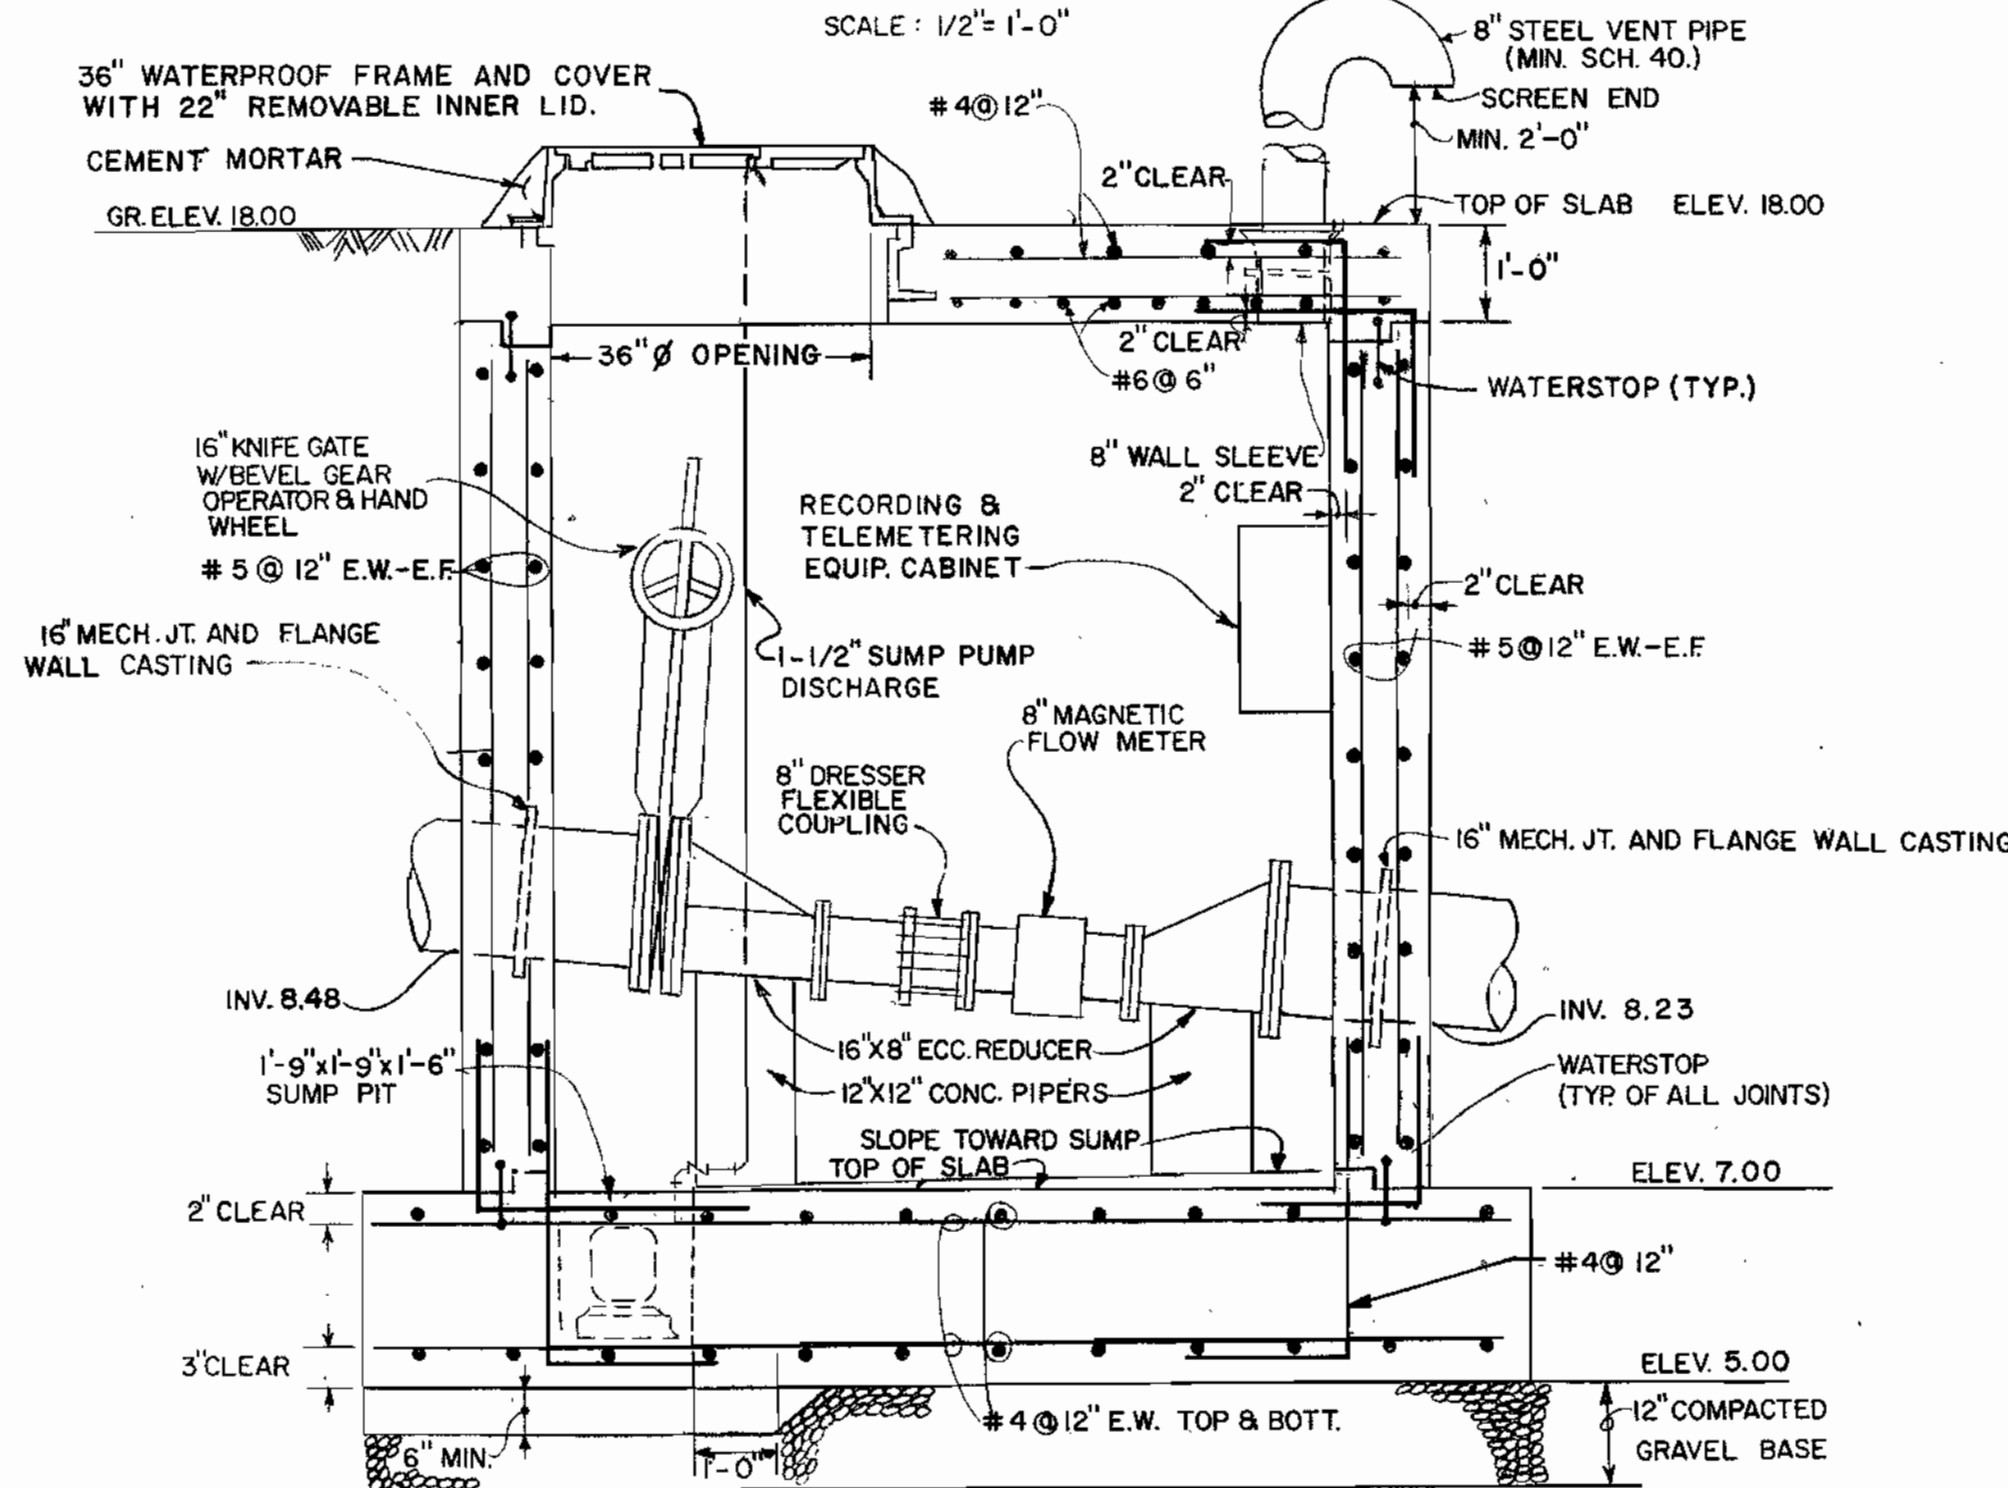 SCALE: 1/2"= 1'-0"
8" STEEL VENT PIPE
(MIN. SCH. 40.)
SCREEN END
MIN. 2'-0"
36" WATERPROOF FRAME AND COVER
WITH 22" REMOVABLE INNER LID.
#4@12"
CEMENT MORTAR
2" CLEAR
GR. ELEV. 18.00
TOP OF SLAB ELEV. 18.00
1'-0"
36" Ø OPENING
2" CLEAR
#6@6"
WATERSTOP (TYP.)
16" KNIFE GATE
W/BEVEL GEAR
OPERATOR & HAND
WHEEL
8" WALL SLEEVE
2" CLEAR
RECORDING &
TELEMETERING
EQUIP. CABINET
#5@12" E.W.-E.F.
2" CLEAR
16" MECH. JT. AND FLANGE
WALL CASTING
1-1/2" SUMP PUMP
DISCHARGE
#5@12" E.W.-E.F.
8" MAGNETIC
FLOW METER
8" DRESSER
FLEXIBLE
COUPLING
16" MECH. JT. AND FLANGE WALL CASTING
INV. 8.48
INV. 8.23
16"X8" ECC. REDUCER
1'-9"x1'-9"x1'-6"
SUMP PIT
12"X12" CONC. PIPERS
WATERSTOP
(TYP. OF ALL JOINTS)
SLOPE TOWARD SUMP
TOP OF SLAB
ELEV. 7.00
2" CLEAR
#4@12"
3" CLEAR
ELEV. 5.00
#4@12" E.W. TOP & BOTT.
12" COMPACTED
GRAVEL BASE
6" MIN.
1'-0"